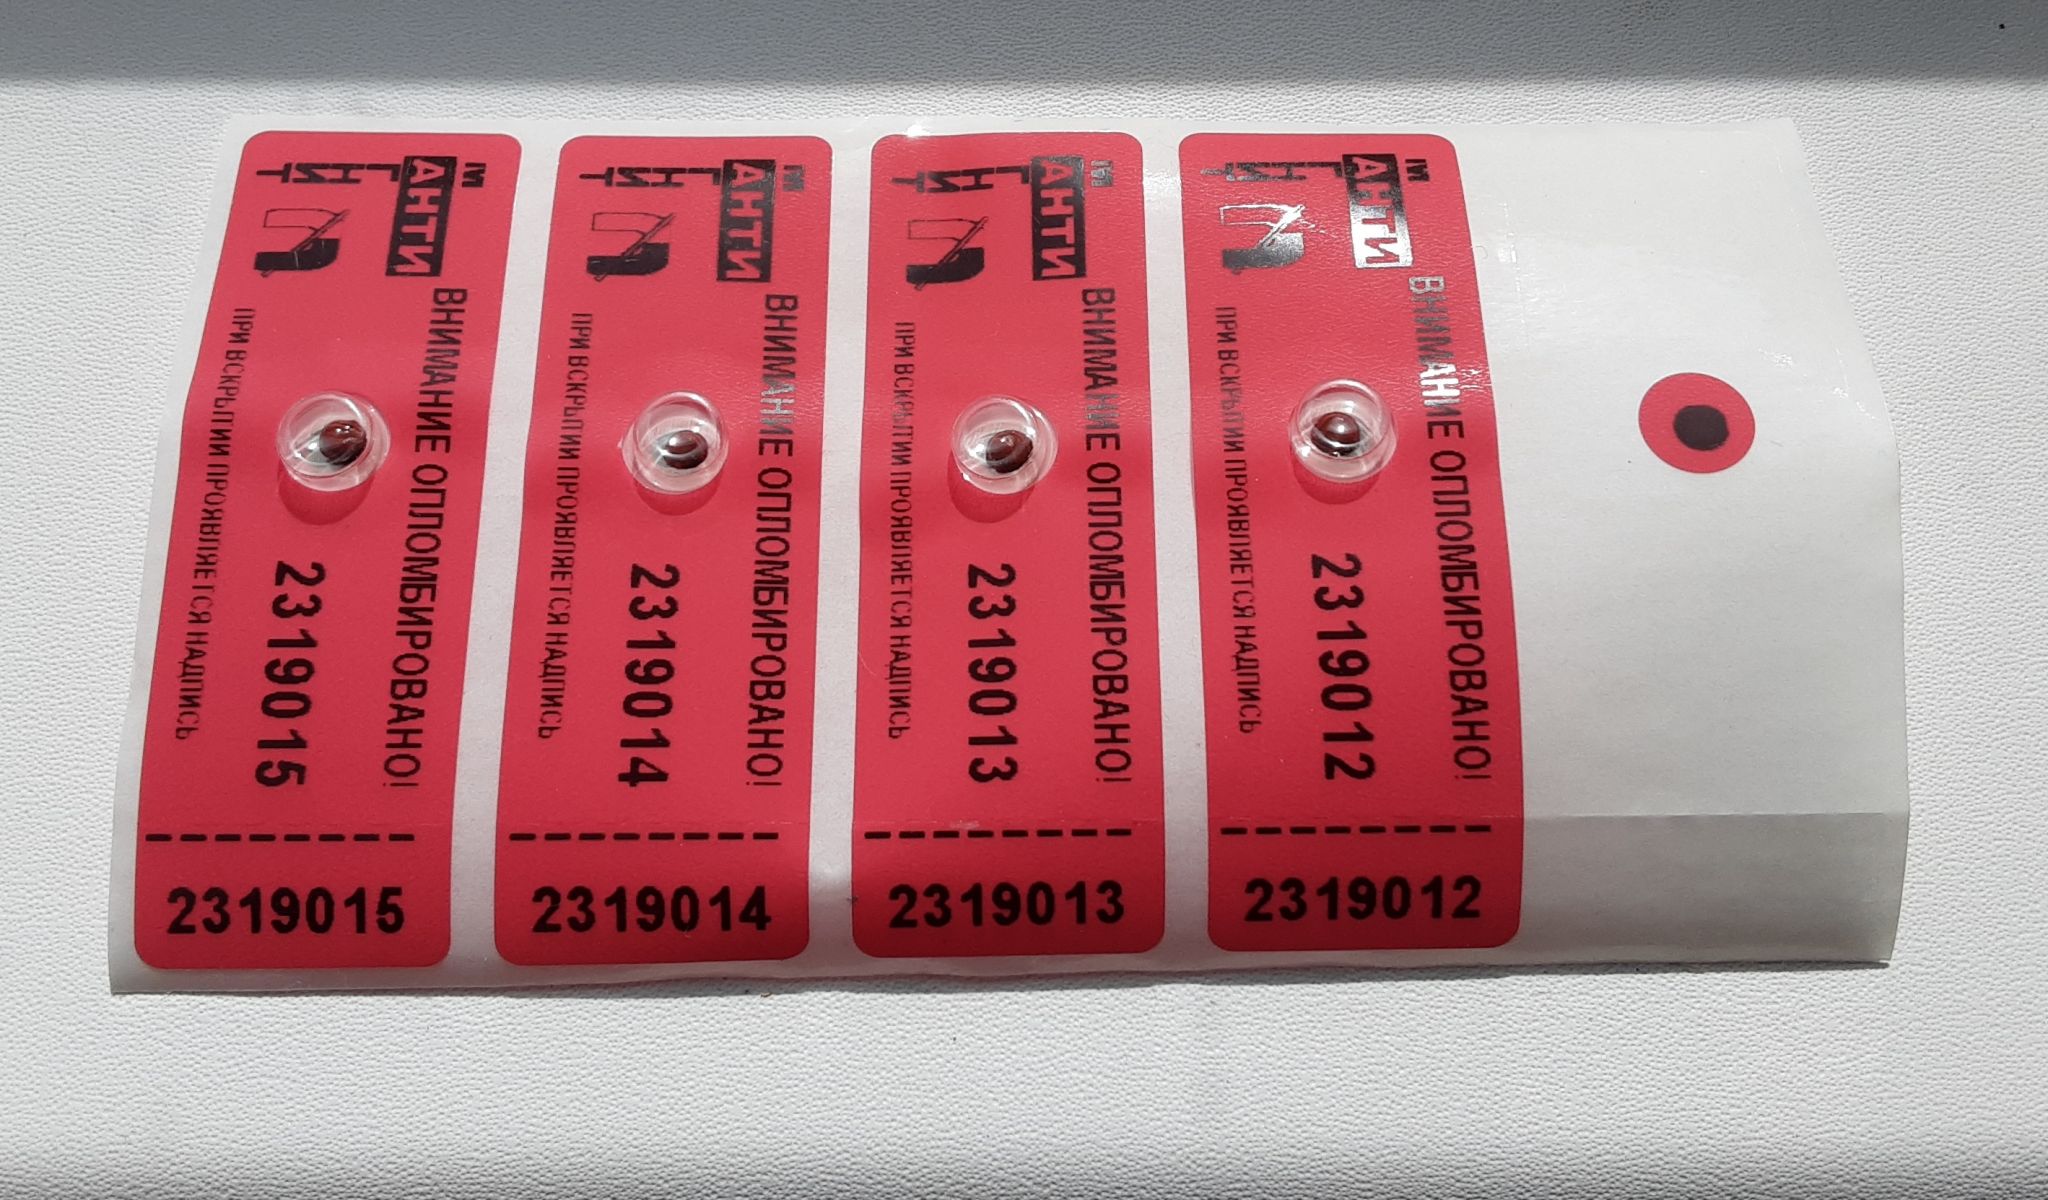 М
АНТИ
Г
Н
И
Т
ВНИМАНИЕ ОПЛОМБИРОВАНО!
2319015
ПРИ ВСКРЫТИИ ПРОЯВЛЯЕТСЯ НАДПИСЬ
2319015
М
АНТИ
Г
Н
И
Т
ВНИМАНИЕ ОПЛОМБИРОВАНО!
2319014
ПРИ ВСКРЫТИИ ПРОЯВЛЯЕТСЯ НАДПИСЬ
2319014
М
АНТИ
Г
Н
И
Т
ВНИМАНИЕ ОПЛОМБИРОВАНО!
2319013
ПРИ ВСКРЫТИИ ПРОЯВЛЯЕТСЯ НАДПИСЬ
2319013
М
АНТИ
Г
Н
И
Т
ВНИМАНИЕ ОПЛОМБИРОВАНО!
2319012
ПРИ ВСКРЫТИИ ПРОЯВЛЯЕТСЯ НАДПИСЬ
2319012